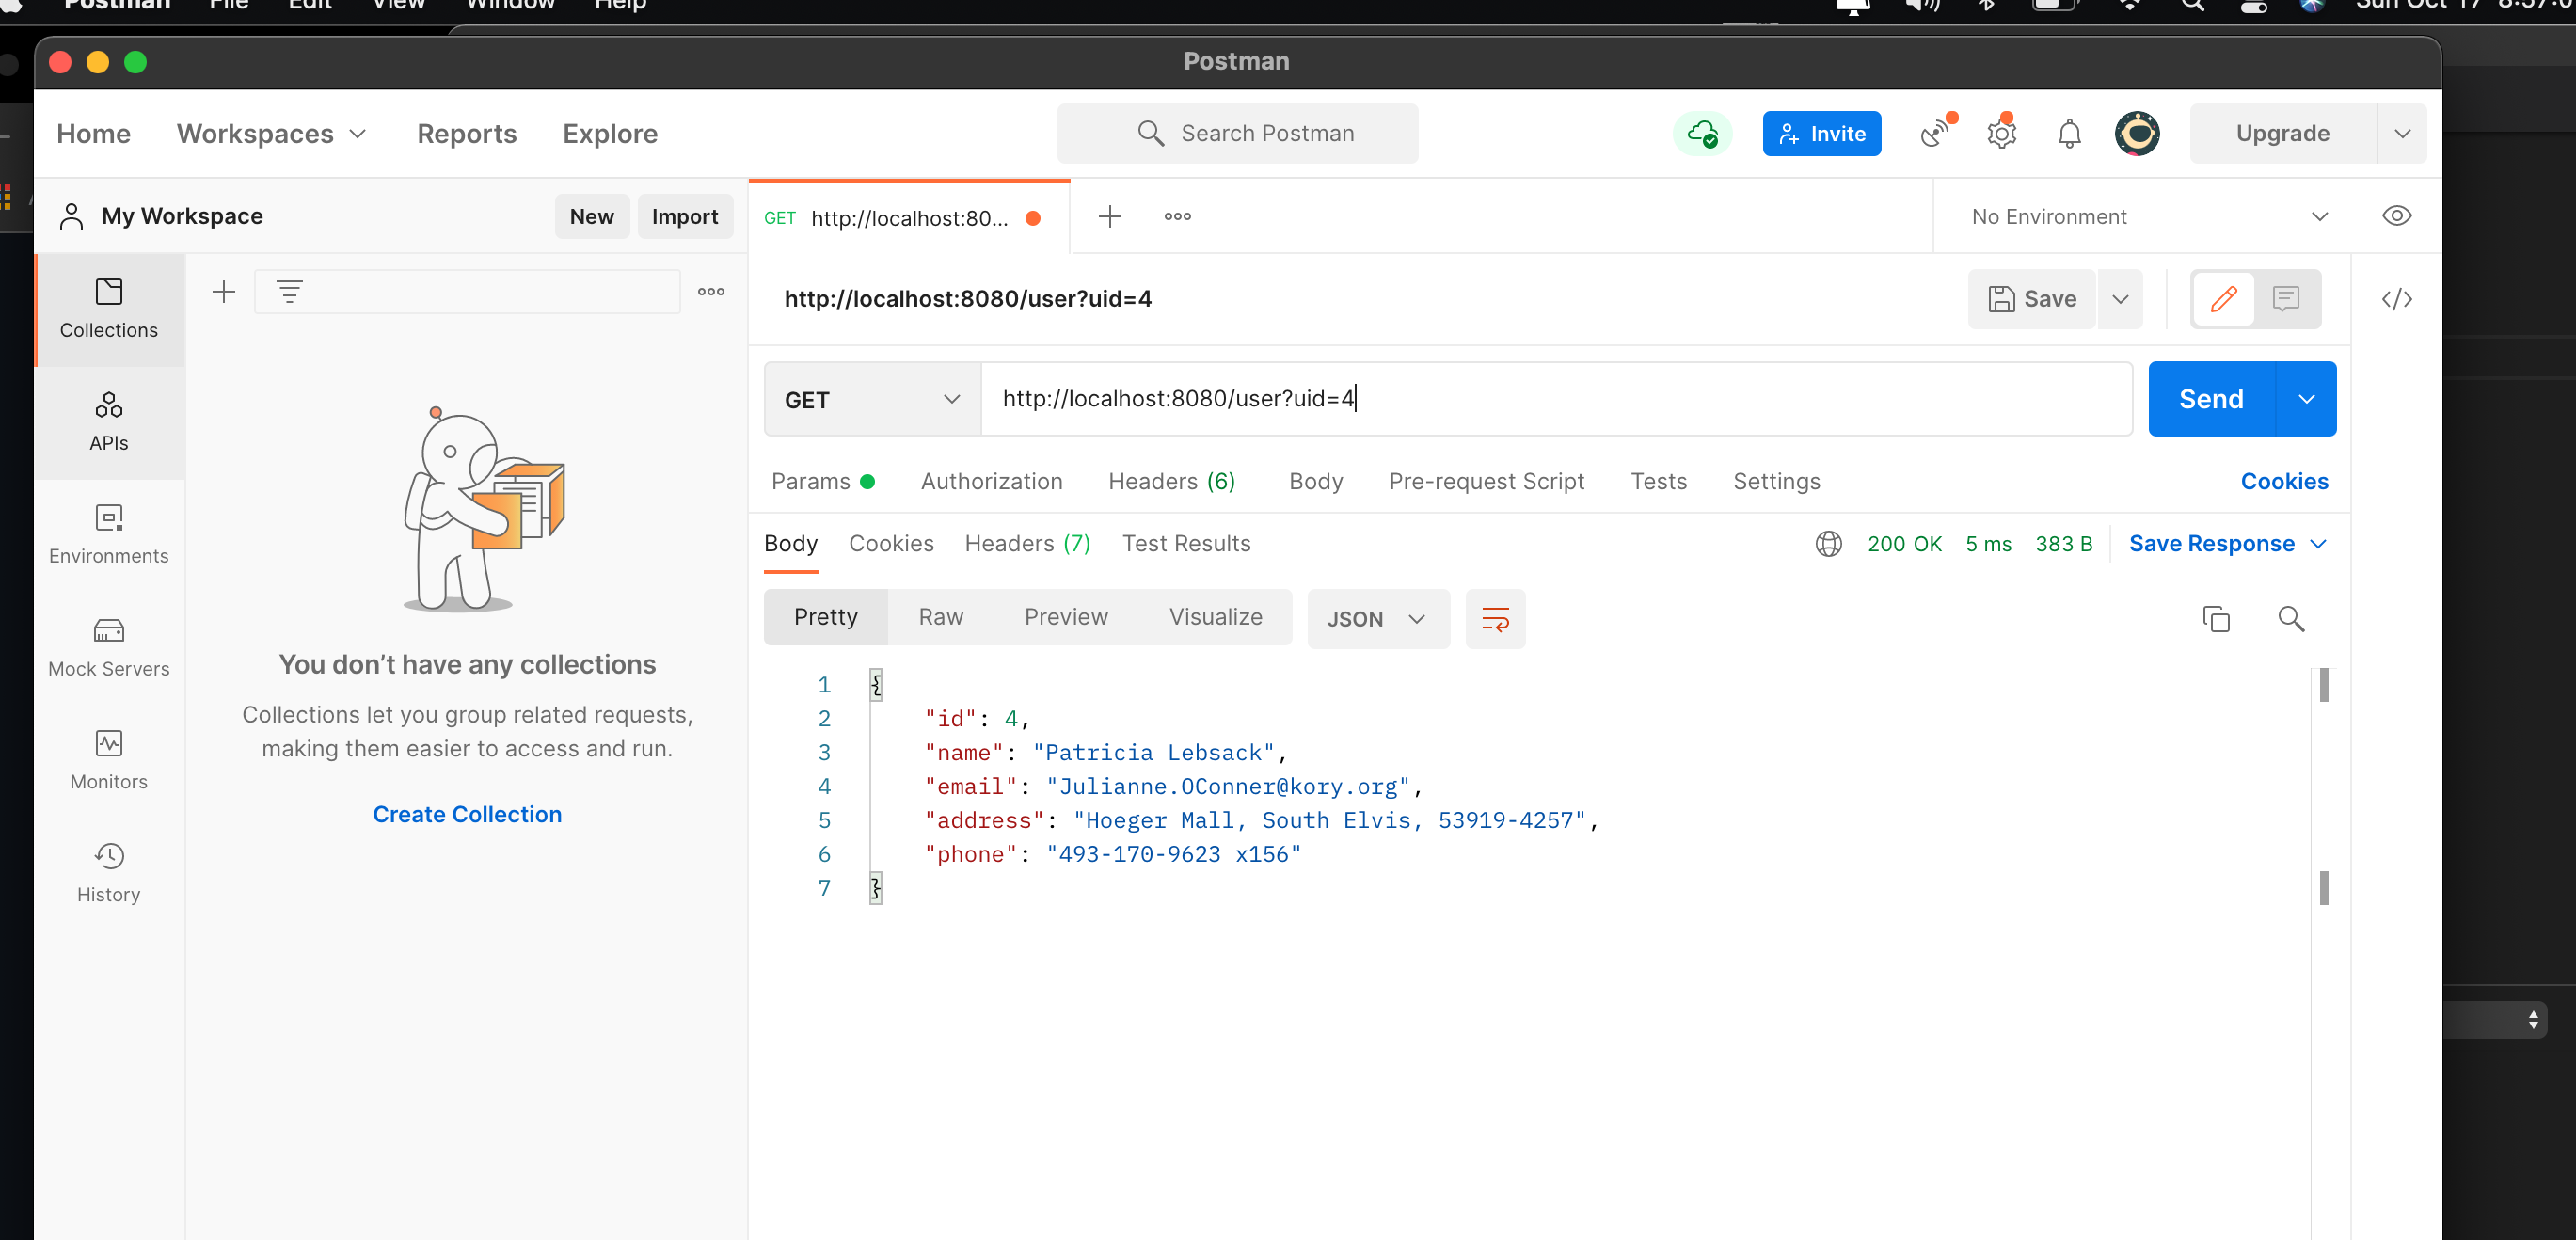 Postman File Edit View Window Help Sun Oct 17
Postman
Home Workspaces Reports Explore Search Postman Invite Upgrade
My Workspace New Import GET http://localhost:80... No Environment
http://localhost:8080/user?uid=4 Save
Collections
GET http://localhost:8080/user?uid=4 Send
APIs
Params Authorization Headers (6) Body Pre-request Script Tests Settings Cookies
Environments
Body Cookies Headers (7) Test Results 200 OK 5 ms 383 B Save Response
Pretty Raw Preview Visualize JSON
Mock Servers
You don’t have any collections
Collections let you group related requests,
making them easier to access and run.
Monitors
Create Collection
History
1 {
2 "id": 4,
3 "name": "Patricia Lebsack",
4 "email": "Julianne.OConner@kory.org",
5 "address": "Hoeger Mall, South Elvis, 53919-4257",
6 "phone": "493-170-9623 x156"
7 }